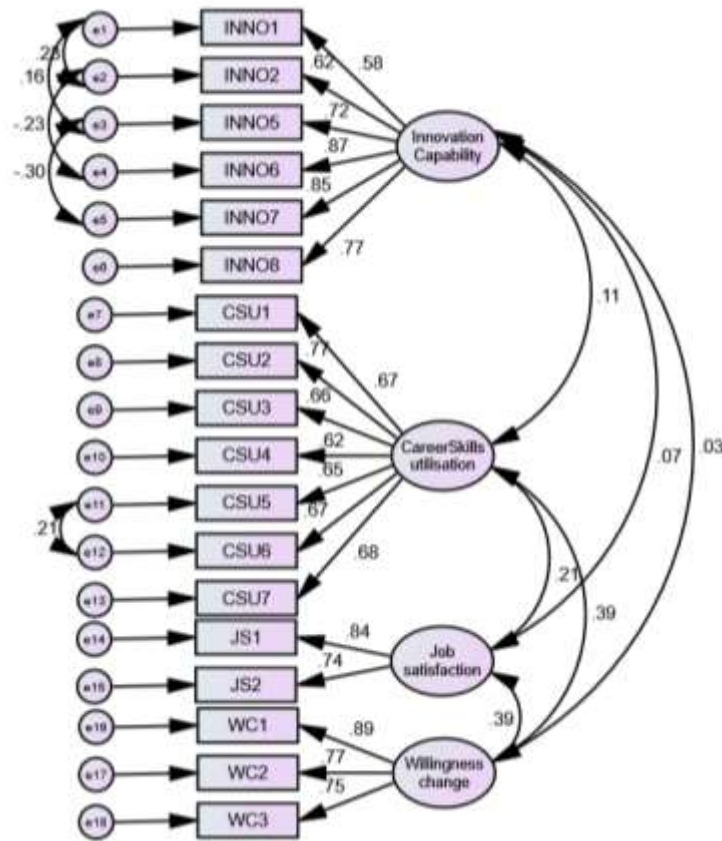 e1 INNO1
.23 .62 .58
.16 e2 INNO2
.72
e3 INNO5 Innovation
Capability
-.23 .87
e4 INNO6
-.30 .85
e5 INNO7
.77
e6 INNO8
.11
e7 CSU1
.77
e8 CSU2 .67
.66
e9 CSU3
.62
e10 CSU4 CareerSkills
utilisation .07 .03
.65
e11 CSU5
.67
.21
e12 CSU6
.68 .21
e13 CSU7 .39
e14 JS1 .84
Job
satisfaction
.74
e15 JS2
e16 WC1 .89 .39
.77 Willingness
change
e17 WC2
.75
e18 WC3